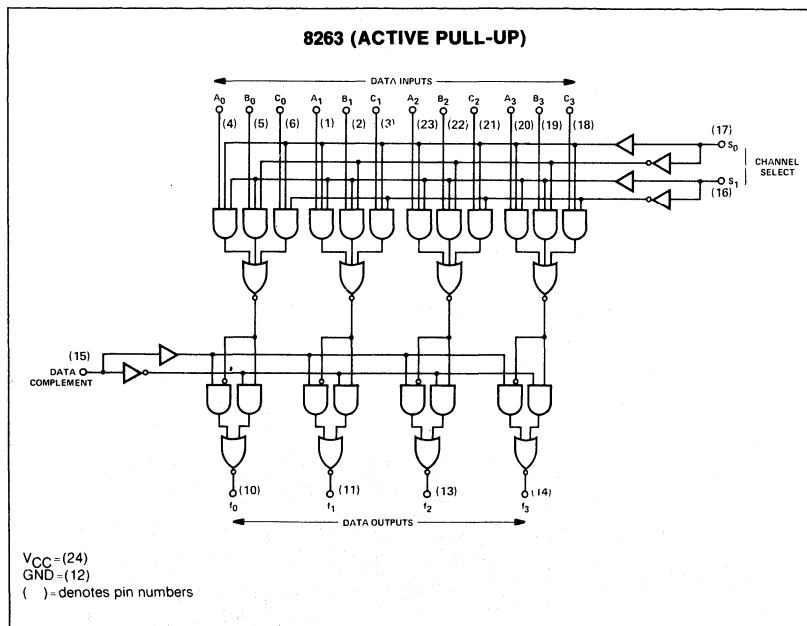 8263 (ACTIVE PULL-UP)
DATA INPUTS
A0 B0 C0 A1 B1 C1 A2 B2 C2 A3 B3 C3
(4) (5) (6) (1) (2) (3) (23) (22) (21) (20) (19) (18)
(17)
S0
CHANNEL
SELECT
S1
(16)
(15)
DATA
COMPLEMENT
(10) (11) (13) (14)
f0 f1 f2 f3
DATA OUTPUTS
VCC=(24)
GND=(12)
( )=denotes pin numbers